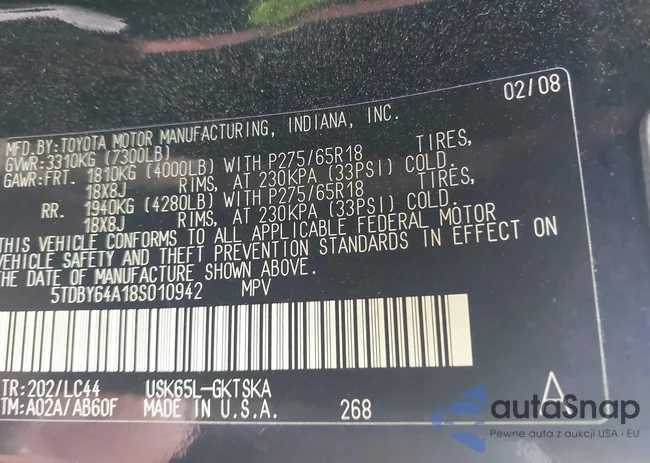 02/08
MFD.BY:TOYOTA MOTOR MANUFACTURING, INDIANA, INC.
GVWR:3310KG (7300LB)
GAWR:FRT. 1810KG (4000LB) WITH P275/65R18 TIRES,
18X8J RIMS, AT 230KPA (33PSI) COLD.
RR. 1940KG (4280LB) WITH P275/65R18 TIRES,
18X8J RIMS, AT 230KPA (33PSI) COLD.
THIS VEHICLE CONFORMS TO ALL APPLICABLE FEDERAL MOTOR
VEHICLE SAFETY AND THEFT PREVENTION STANDARDS IN EFFECT ON
THE DATE OF MANUFACTURE SHOWN ABOVE.
5TDBY64A18S010942 MPV
TR:202/LC44 USK65L-GKTSKA
TM:A02A/AB60F MADE IN U.S.A. 268 A
autaSnap
Pewne auta z aukcji USA i EU